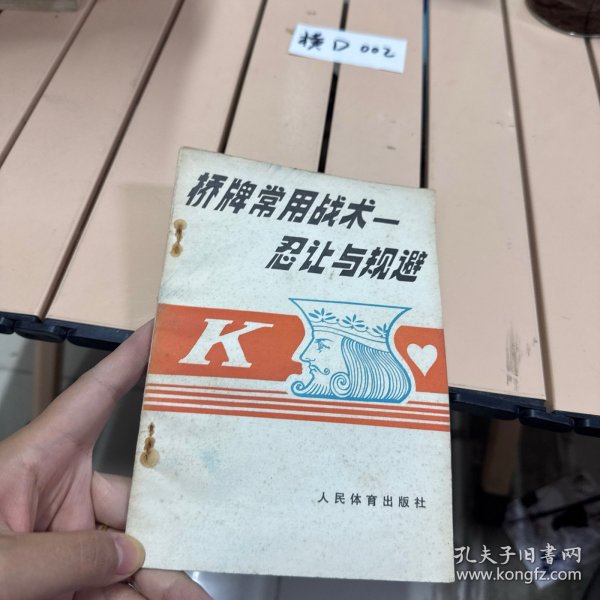 横D 002
桥牌常用战术—
忍让与规避
K
人民体育出版社
孔夫子旧书网
www.kongfz.com